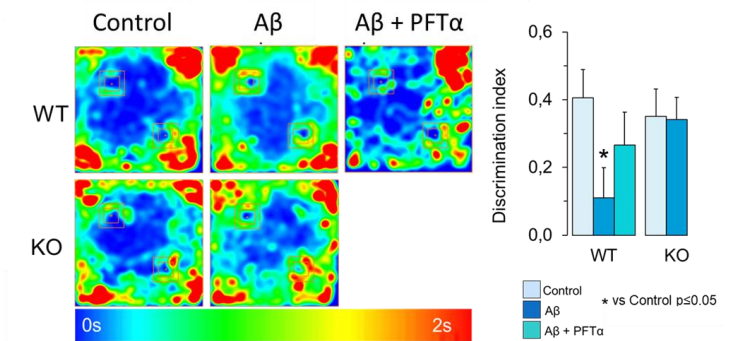 Control Aβ Aβ + PFTα
WT
KO
0s 2s
Discrimination index
0,6
0,4
0,2
0,0
*
WT KO
Control
Aβ
Aβ + PFTα
* vs Control p≤0.05